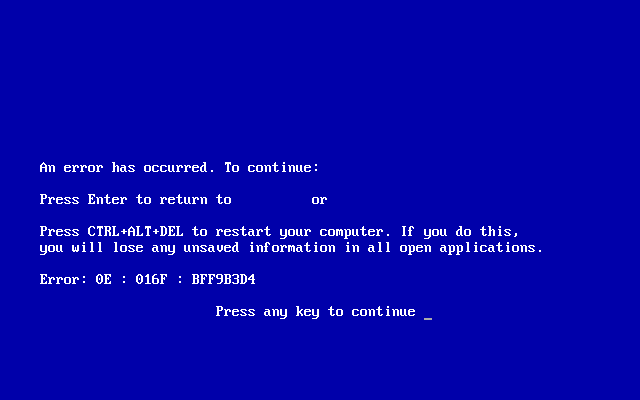 An error has occurred. To continue:
Press Enter to return to or
Press CTRL+ALT+DEL to restart your computer. If you do this,
you will lose any unsaved information in all open applications.
Error: 0E : 016F : BFF9B3D4
Press any key to continue _